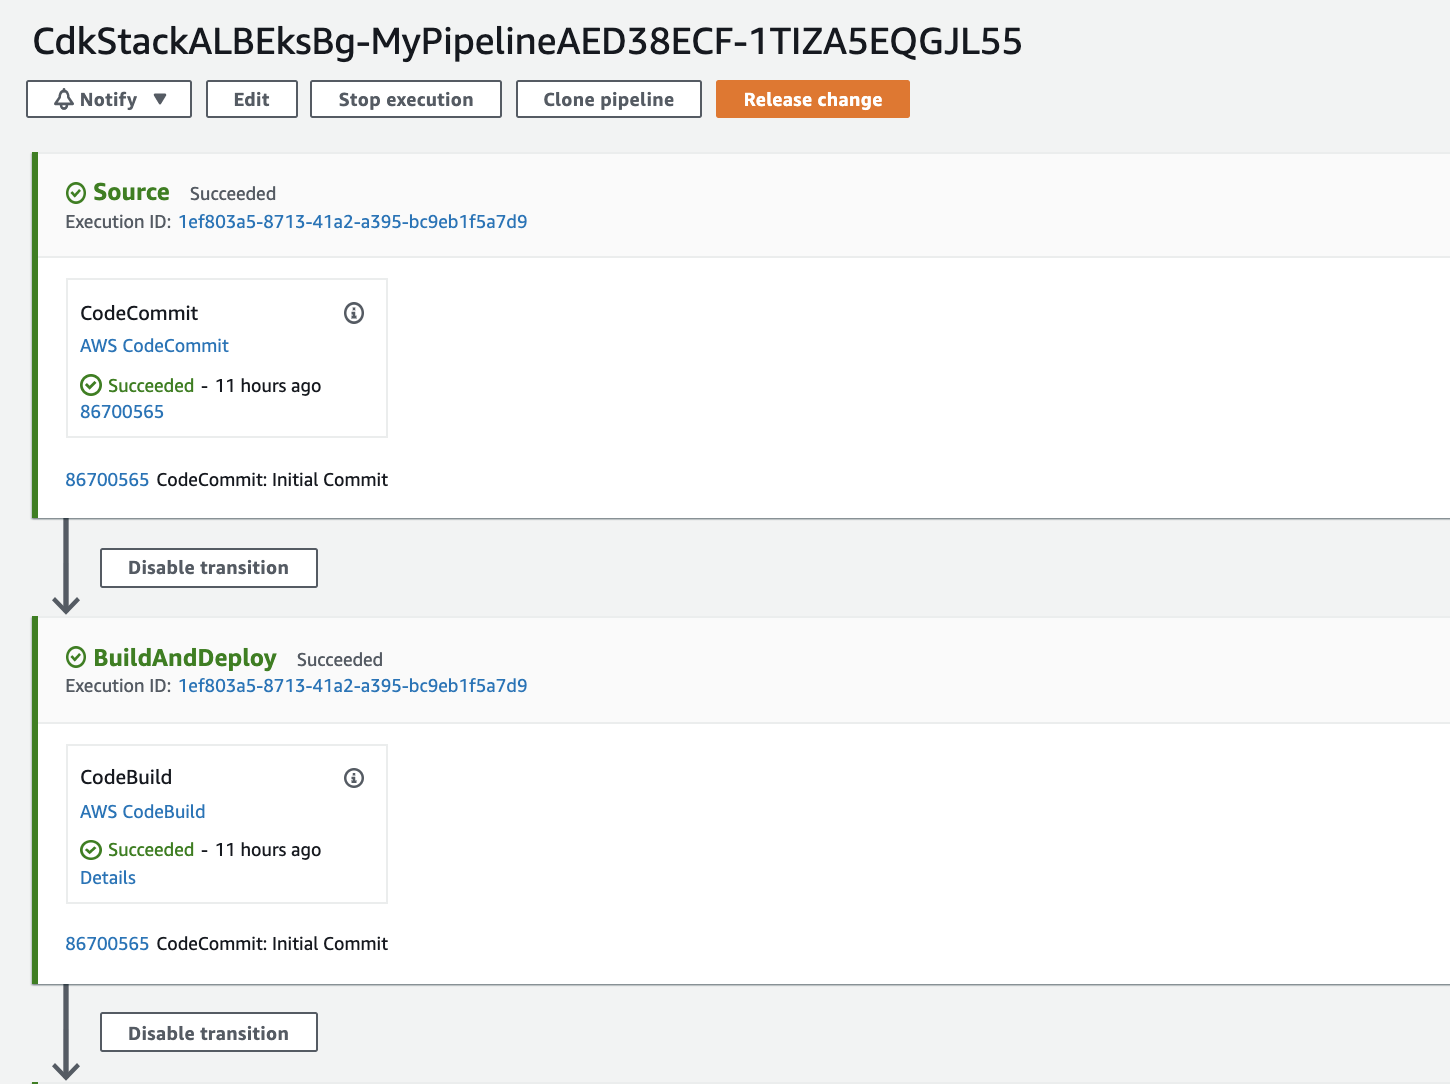 CdkStackALBEksBg-MyPipelineAED38ECF-1TIZA5EQGJL55
Notify Edit Stop execution Clone pipeline Release change
Source Succeeded
Execution ID: 1ef803a5-8713-41a2-a395-bc9eb1f5a7d9
CodeCommit
AWS CodeCommit
Succeeded - 11 hours ago
86700565
86700565 CodeCommit: Initial Commit
Disable transition
BuildAndDeploy Succeeded
Execution ID: 1ef803a5-8713-41a2-a395-bc9eb1f5a7d9
CodeBuild
AWS CodeBuild
Succeeded - 11 hours ago
Details
86700565 CodeCommit: Initial Commit
Disable transition